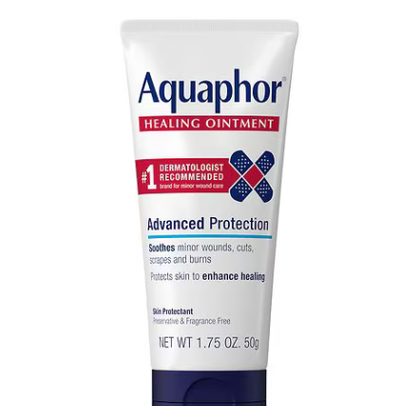 Aquaphor®
HEALING OINTMENT
#1 DERMATOLOGIST
RECOMMENDED
brand for minor wound care
Advanced Protection
Soothes minor wounds, cuts,
scrapes and burns
Protects skin to enhance healing
Skin Protectant
Preservative & Fragrance Free
NET WT 1.75 OZ. 50g